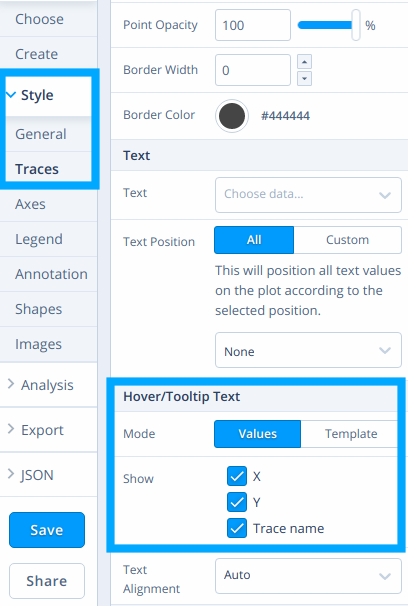 Choose
Create
Style
General
Traces
Axes
Legend
Annotation
Shapes
Images
Analysis
Export
JSON
Save
Share
Point Opacity
100
%
Border Width
0
Border Color
#444444
Text
Text
Choose data...
Text Position
All
Custom
This will position all text values
on the plot according to the
selected position.
None
Hover/Tooltip Text
Mode
Values
Template
Show
X
Y
Trace name
Text
Alignment
Auto